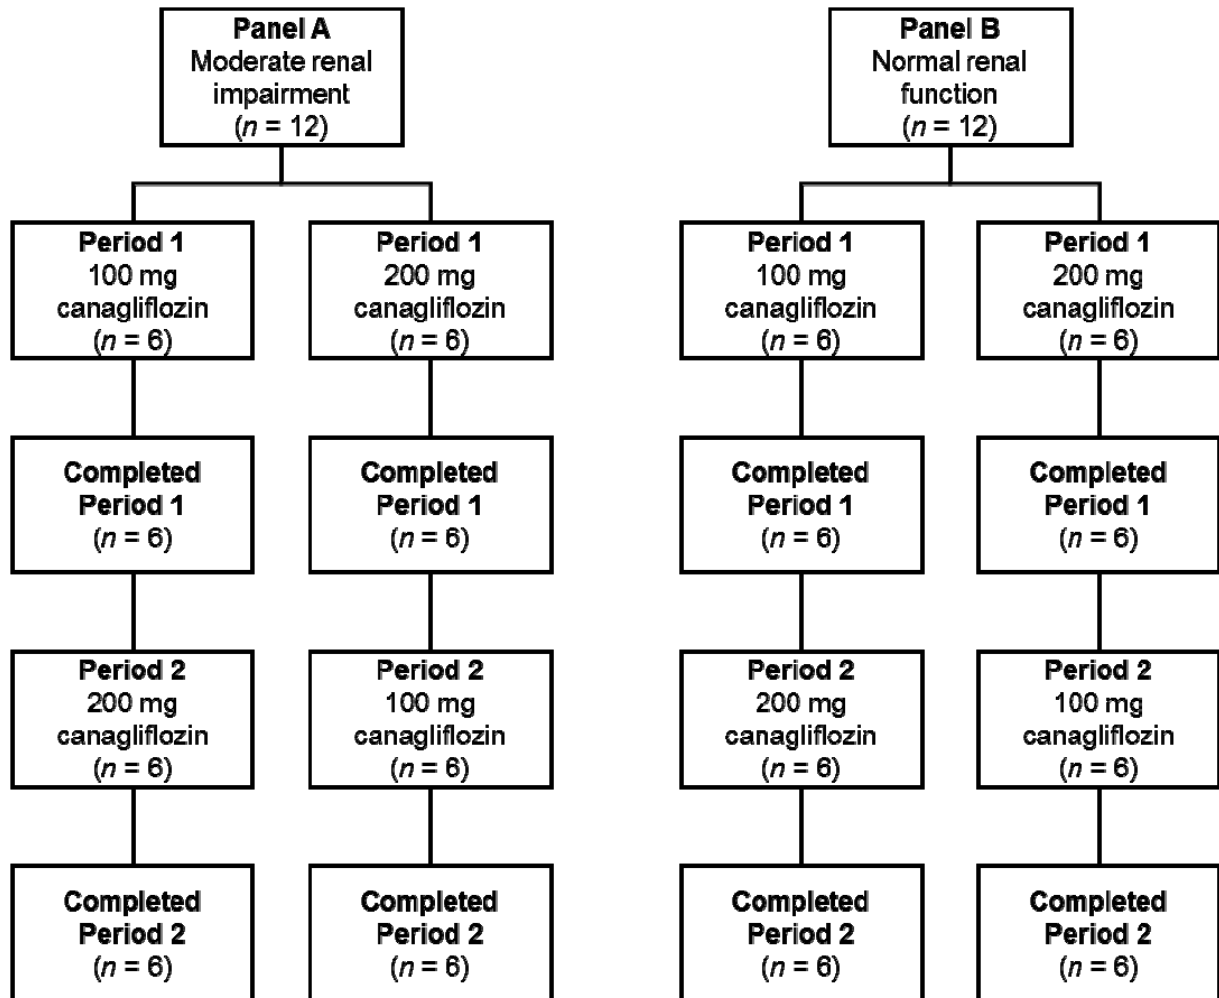 Panel A
Moderate renal
impairment
(n = 12)
Period 1
100 mg
canagliflozin
(n = 6)
Period 1
200 mg
canagliflozin
(n = 6)
Completed
Period 1
(n = 6)
Completed
Period 1
(n = 6)
Period 2
200 mg
canagliflozin
(n = 6)
Period 2
100 mg
canagliflozin
(n = 6)
Completed
Period 2
(n = 6)
Completed
Period 2
(n = 6)
Panel B
Normal renal
function
(n = 12)
Period 1
100 mg
canagliflozin
(n = 6)
Period 1
200 mg
canagliflozin
(n = 6)
Completed
Period 1
(n = 6)
Completed
Period 1
(n = 6)
Period 2
200 mg
canagliflozin
(n = 6)
Period 2
100 mg
canagliflozin
(n = 6)
Completed
Period 2
(n = 6)
Completed
Period 2
(n = 6)